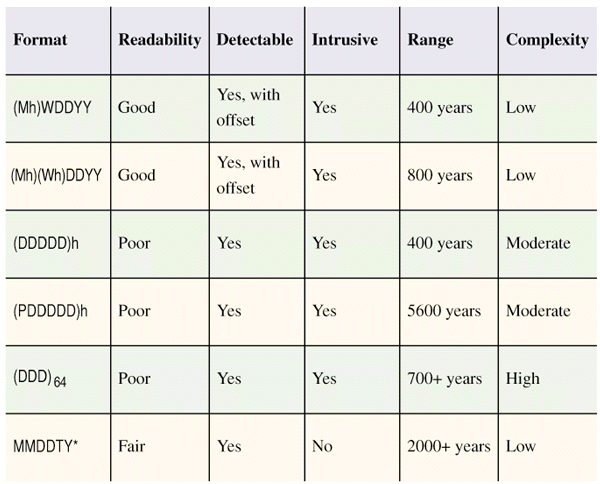 Format Readability Detectable Intrusive Range Complexity
(Mh)WDDYY Good Yes, with offset Yes 400 years Low
(Mh)(Wh)DDYY Good Yes, with offset Yes 800 years Low
(DDDDD)h Poor Yes Yes 400 years Moderate
(PDDDDD)h Poor Yes Yes 5600 years Moderate
(DDD)64 Poor Yes Yes 700+ years High
MMDDTY* Fair Yes No 2000+ years Low